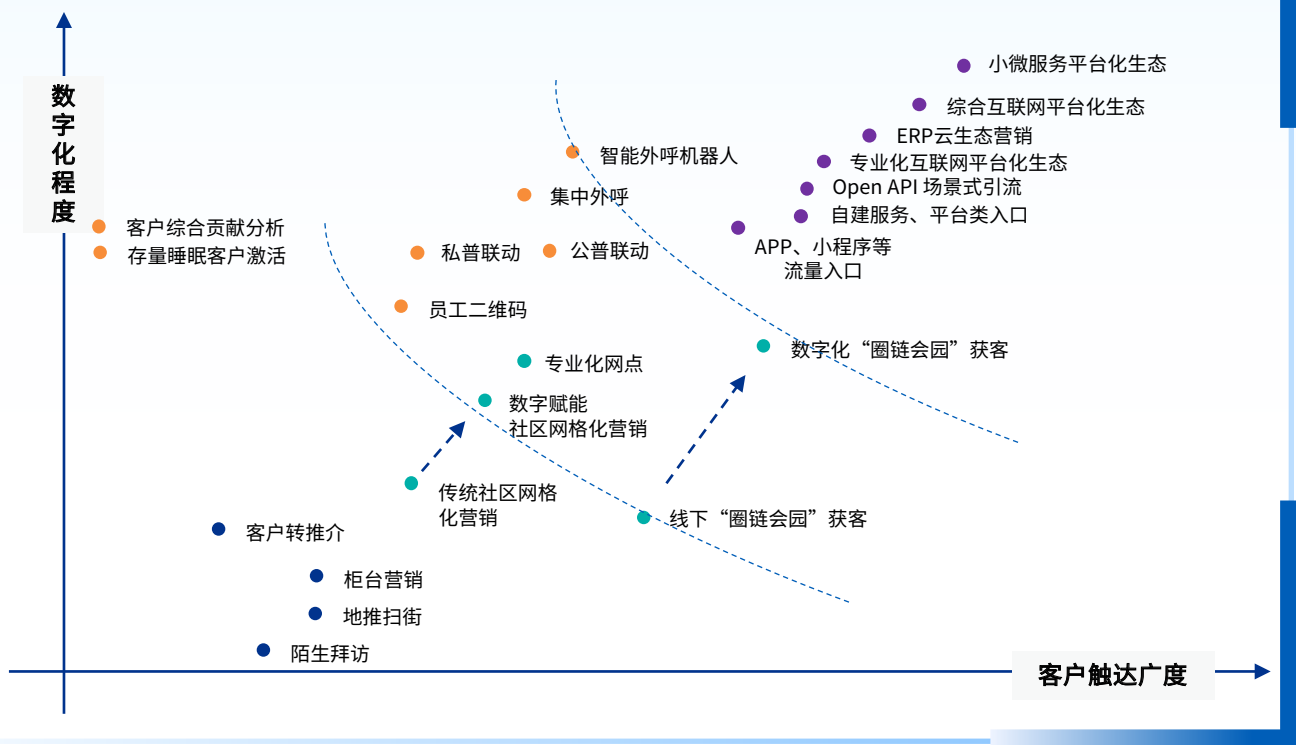 数
字
化
程
度
小微服务平台化生态
综合互联网平台化生态
ERP云生态营销
智能外呼机器人
专业化互联网平台化生态
Open API 场景式引流
集中外呼
自建服务、平台类入口
客户综合贡献分析
存量睡眠客户激活
私普联动
公普联动
APP、小程序等
流量入口
员工二维码
数字化“圈链会园”获客
专业化网点
数字赋能
社区网格化营销
传统社区网格
化营销
线下“圈链会园”获客
客户转推介
柜台营销
地推扫街
陌生拜访
客户触达广度